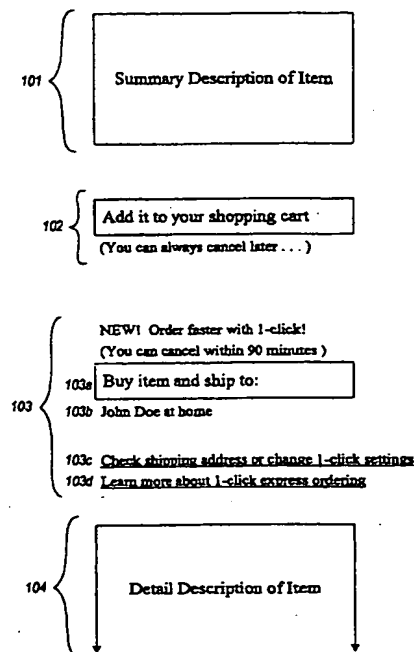 101
Summary Description of Item
102
Add it to your shopping cart
(You can always cancel later . . . )
NEW! Order faster with 1-click!
(You can cancel within 90 minutes )
103
103a
Buy item and ship to:
103b John Doe at home
103c Check shipping address or change 1-click settings
103d Learn more about 1-click express ordering
104
Detail Description of Item